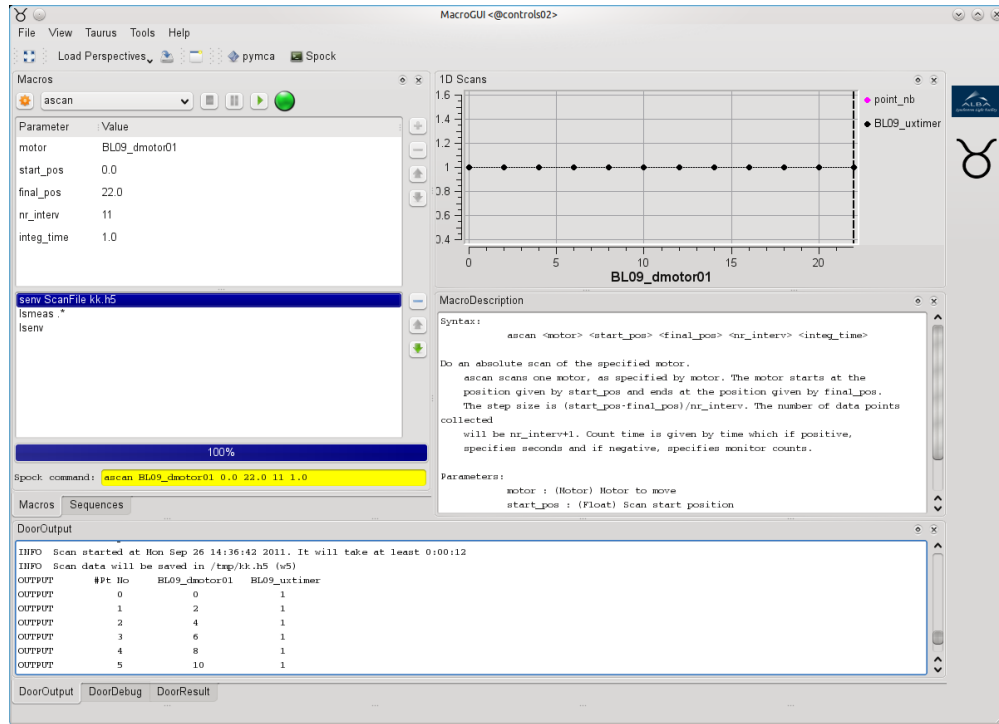 MacroGUI <@controls02>
File View Taurus Tools Help
Load Perspectives pymca Spock
Macros
ascan
Parameter Value
motor BL09_dmotor01
start_pos 0.0
final_pos 22.0
nr_interv 11
integ_time 1.0
senv ScanFile kk.h5
lsmeas .*
lsenv
100%
Spock command: ascan BL09_dmotor01 0.0 22.0 11 1.0
Macros Sequences
1D Scans
1.6
1.4
1.2
1
0.8
0.6
0.4
0 5 10 15 20
BL09_dmotor01
point_nb
BL09_uxtimer
ALBA
MacroDescription
Syntax:
ascan <motor> <start_pos> <final_pos> <nr_interv> <integ_time>
Do an absolute scan of the specified motor.
ascan scans one motor, as specified by motor. The motor starts at the
position given by start_pos and ends at the position given by final_pos.
The step size is (start_pos-final_pos)/nr_interv. The number of data points
collected
will be nr_interv+1. Count time is given by time which if positive,
specifies seconds and if negative, specifies monitor counts.
Parameters:
motor : (Motor) Motor to move
start_pos : (Float) Scan start position
DoorOutput
INFO Scan started at Mon Sep 26 14:36:42 2011. It will take at least 0:00:12
INFO Scan data will be saved in /tmp/kk.h5 (w5)
OUTPUT #Pt No BL09_dmotor01 BL09_uxtimer
OUTPUT 0 0 1
OUTPUT 1 2 1
OUTPUT 2 4 1
OUTPUT 3 6 1
OUTPUT 4 8 1
OUTPUT 5 10 1
DoorOutput DoorDebug DoorResult